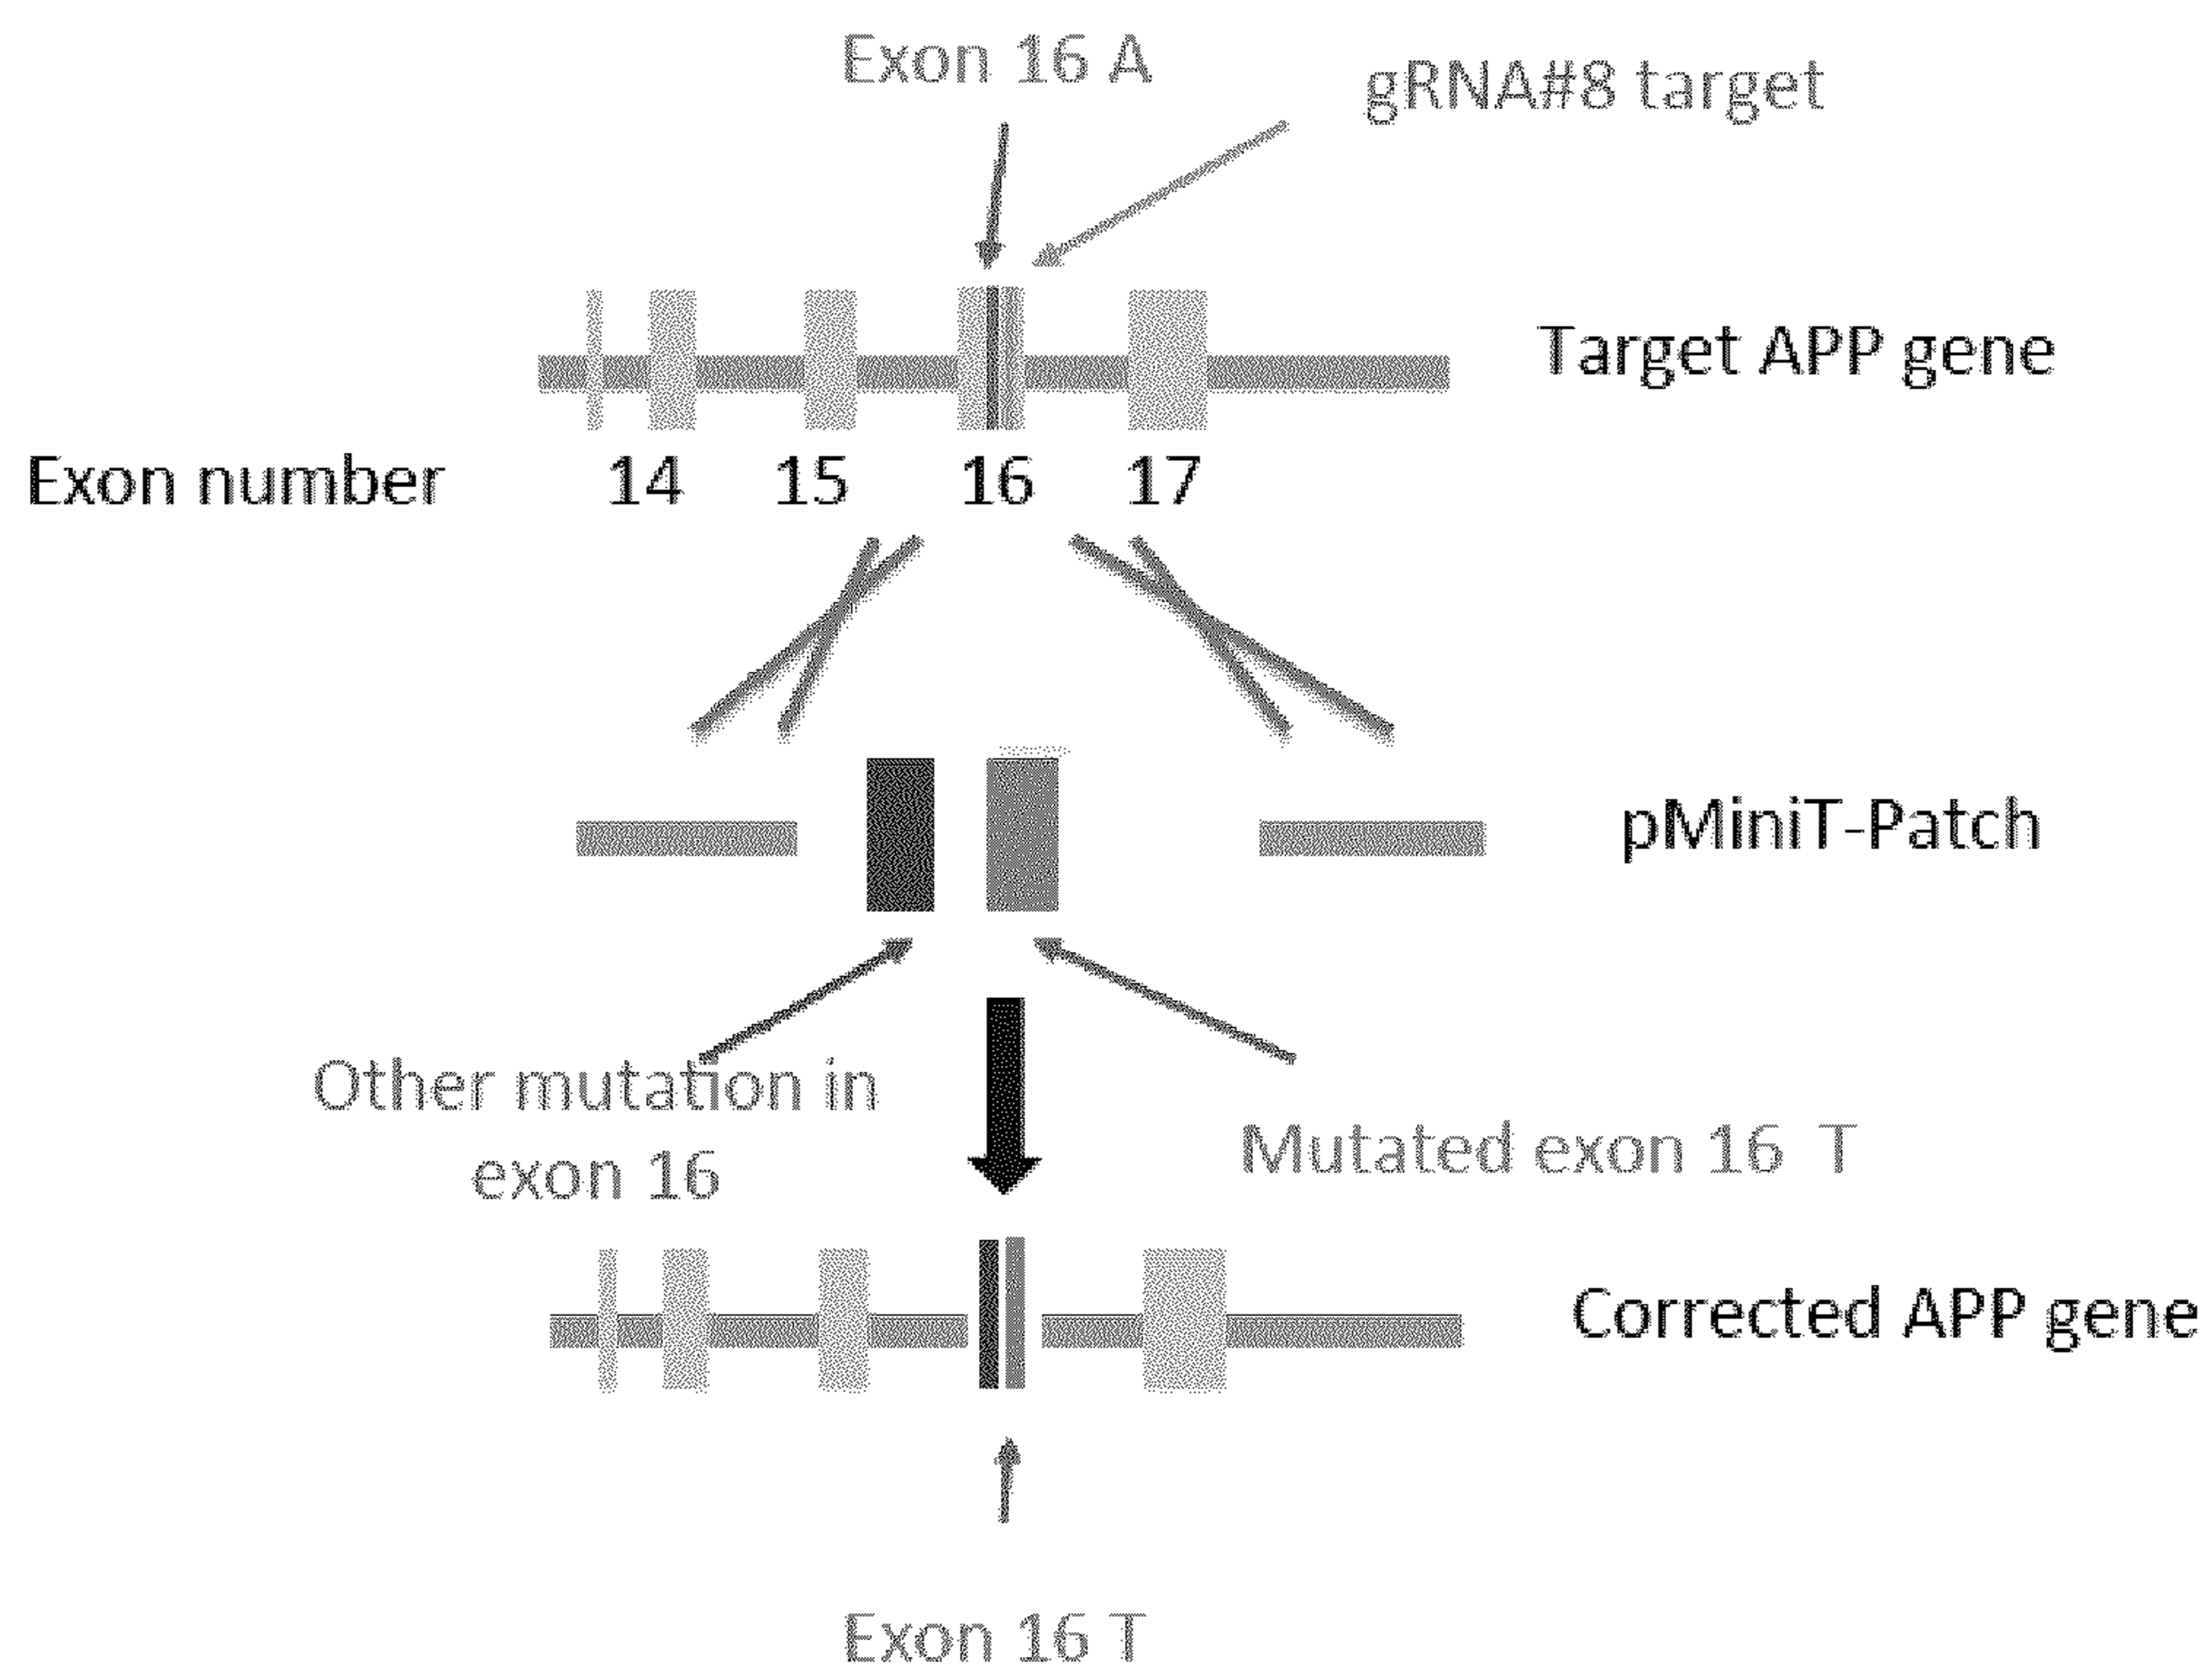 Exon 16 A
gRNA#8 target
Target APP gene
Exon number 14 15 16 17
pMiniT-Patch
Other mutation in
exon 16
Mutated exon 16 T
Corrected APP gene
Exon 16 T